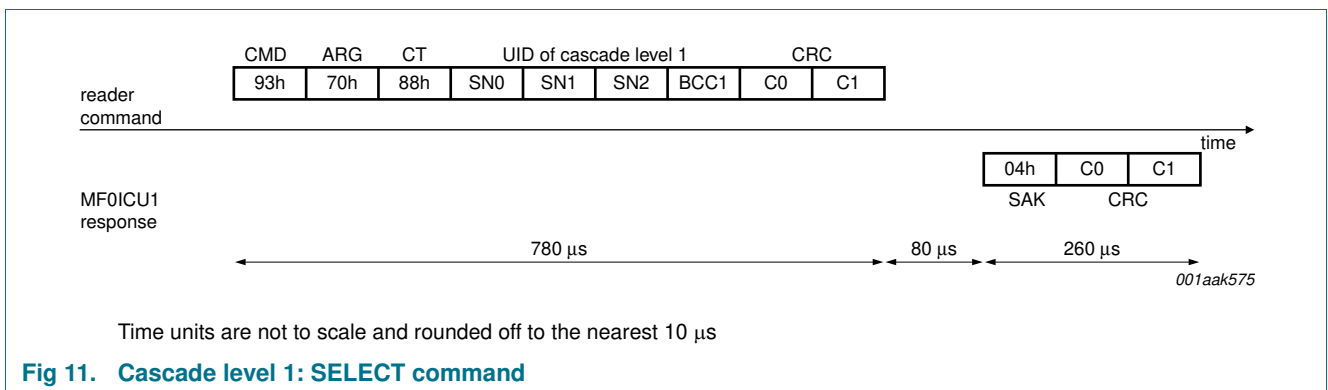 CMD ARG CT UID of cascade level 1 CRC
93h 70h 88h SN0 SN1 SN2 BCC1 C0 C1
reader
command
time
04h C0 C1
MF0ICU1
response
SAK CRC
780 μs 80 μs 260 μs
001aak575
Time units are not to scale and rounded off to the nearest 10 μs
Fig 11. Cascade level 1: SELECT command